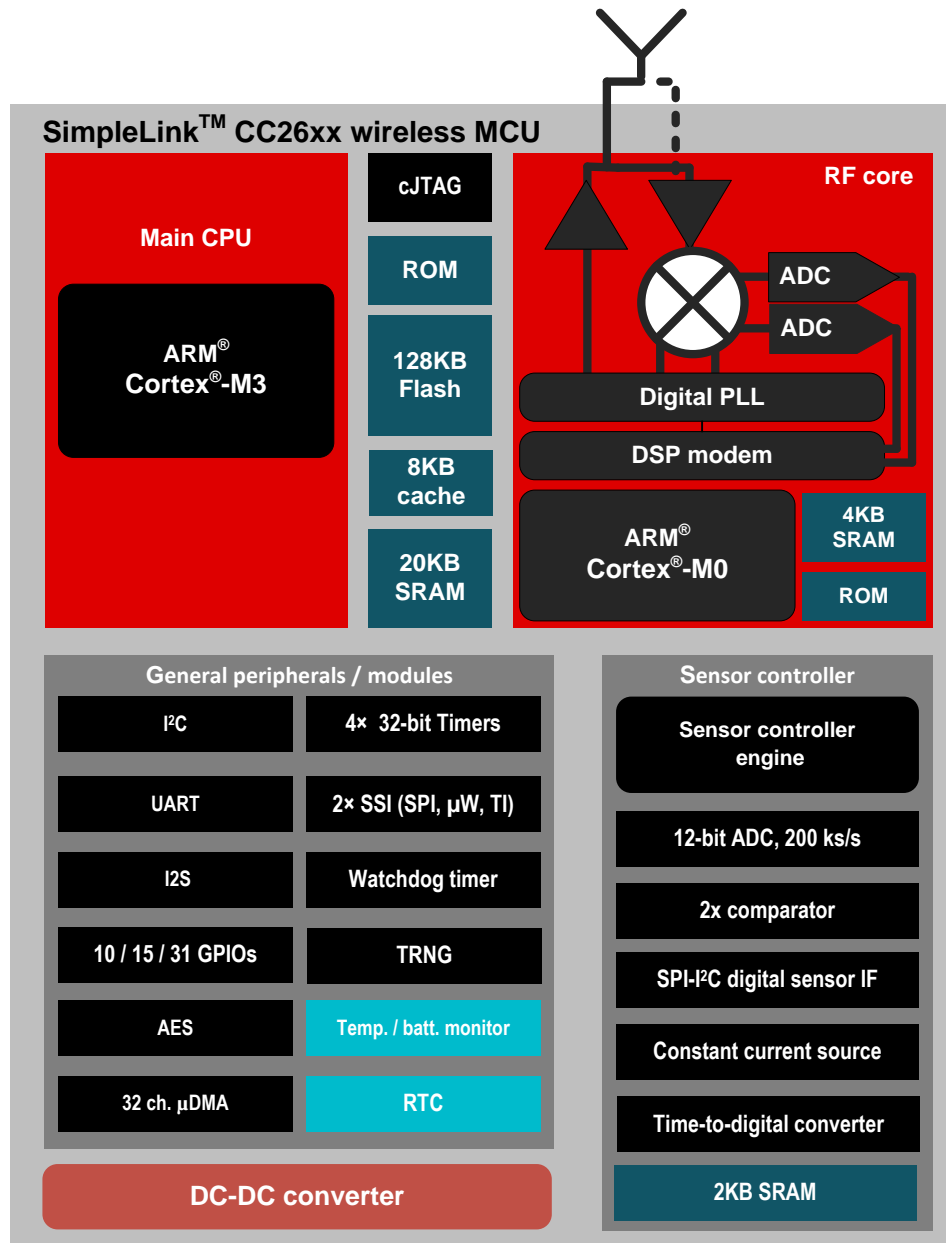 SimpleLink™ CC26xx wireless MCU
Main CPU
ARM®
Cortex®-M3
cJTAG
ROM
128KB
Flash
8KB
cache
20KB
SRAM
RF core
ADC
ADC
Digital PLL
DSP modem
ARM®
Cortex®-M0
4KB
SRAM
ROM
General peripherals / modules
I²C
4× 32-bit Timers
UART
2× SSI (SPI, µW, TI)
I2S
Watchdog timer
10 / 15 / 31 GPIOs
TRNG
AES
Temp. / batt. monitor
32 ch. µDMA
RTC
Sensor controller
Sensor controller
engine
12-bit ADC, 200 ks/s
2x comparator
SPI-I²C digital sensor IF
Constant current source
Time-to-digital converter
2KB SRAM
DC-DC converter